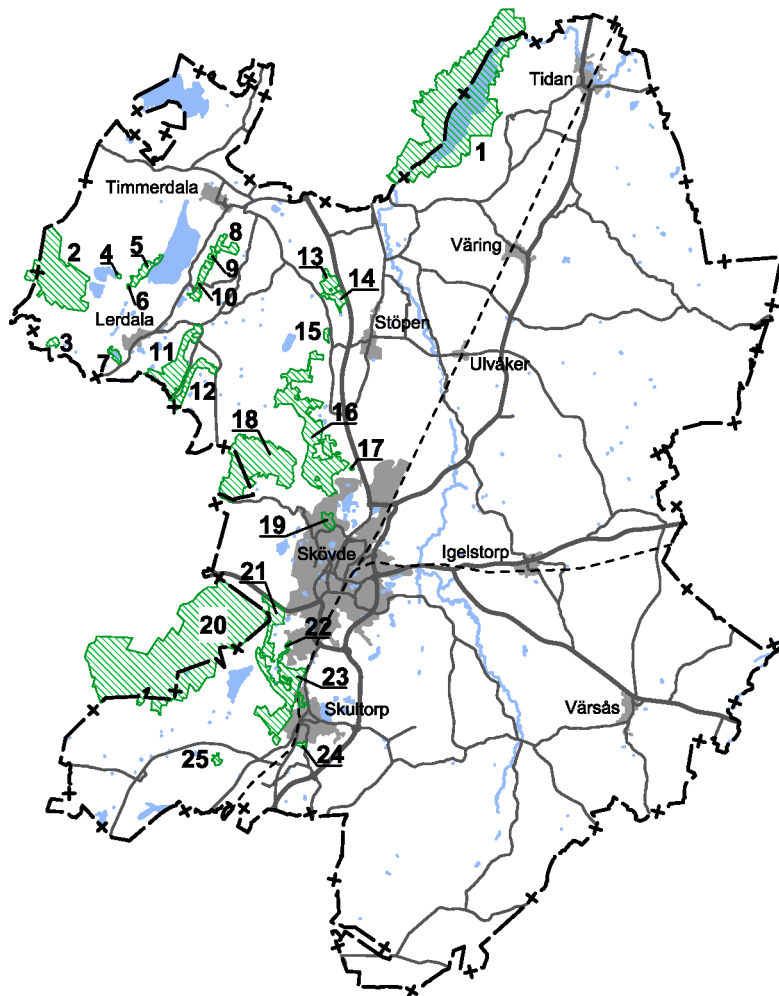 Tidan
1
Timmerdala
Väring
2
4
5
6
8
9
10
13
14
Lerdala
Stöpen
15
3
7
11
12
Ulvåker
16
18
17
19
Skövde
Igelstorp
21
20
22
23
Skultorp
Värsås
24
25